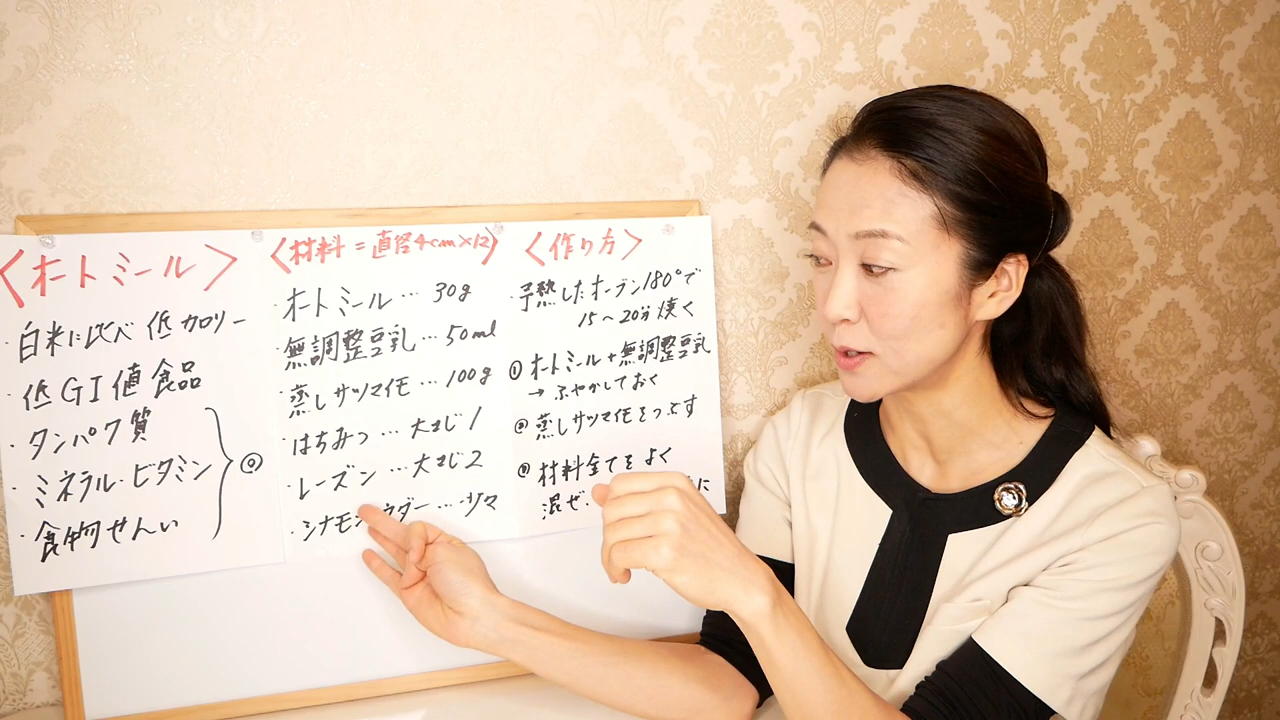 〈オートミール〉
・白米に比べ低カロリー
・低GI値食品
・タンパク質
・ミネラル・ビタミン
・食物せんい
〈材料=直径4cm×12〉
・オートミール…30g
・無調整豆乳…50ml
・蒸しサツマイモ…100g
・はちみつ…大さじ1
・レーズン…大さじ2
・シナモンパウダー…少々
〈作り方〉
・予熱したオーブン180°で
15〜20分焼く
① オートミール+無調整豆乳
→ ふやかしておく
② 蒸しサツマイモをつぶす
③ 材料全てをよく
混ぜ、に